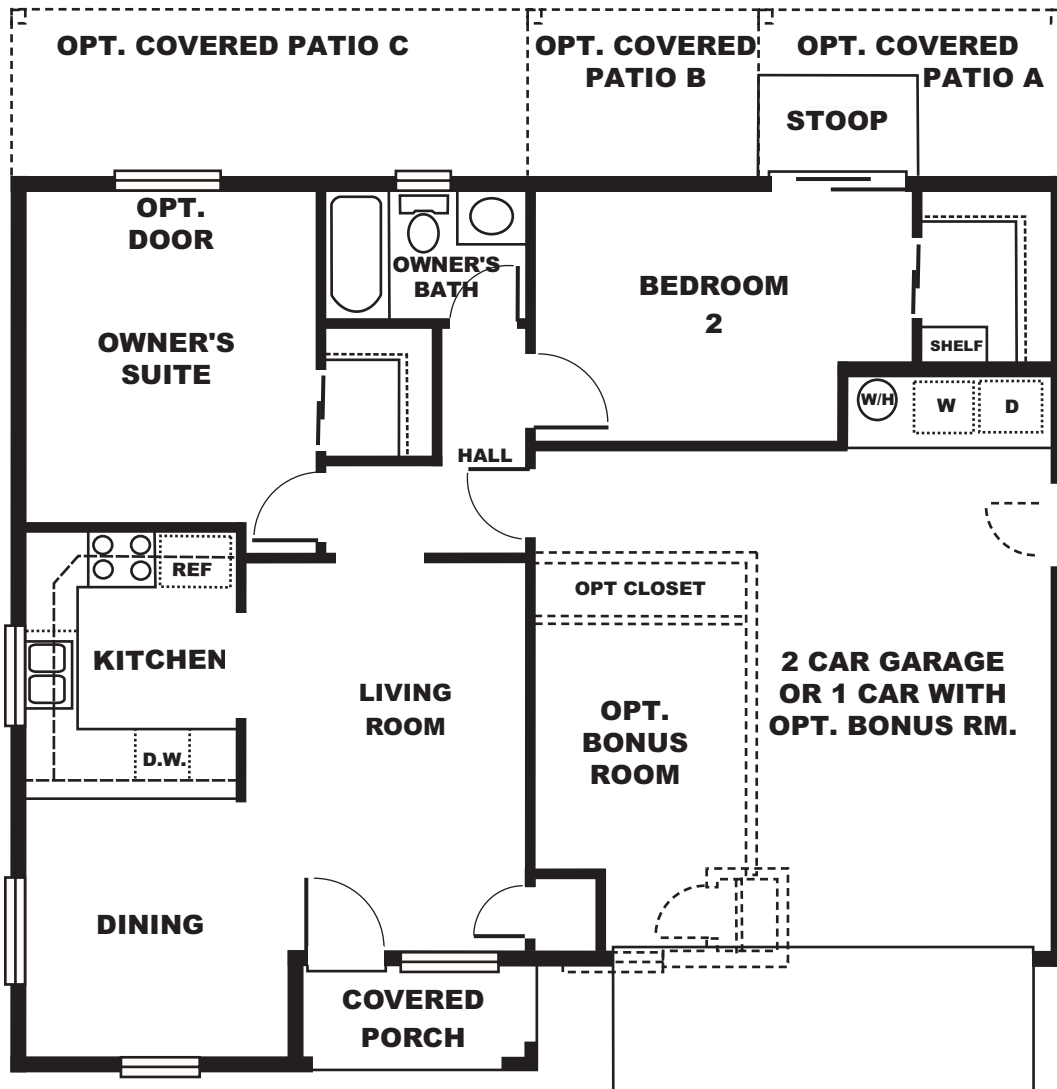 OPT. COVERED PATIO C
OPT. COVERED
PATIO B
OPT. COVERED
PATIO A
STOOP
OPT.
DOOR
OWNER'S
BATH
BEDROOM
2
OWNER'S
SUITE
SHELF
W/H
W
D
HALL
REF
OPT CLOSET
KITCHEN
LIVING
ROOM
2 CAR GARAGE
OR 1 CAR WITH
OPT. BONUS RM.
OPT.
BONUS
ROOM
D.W.
DINING
COVERED
PORCH